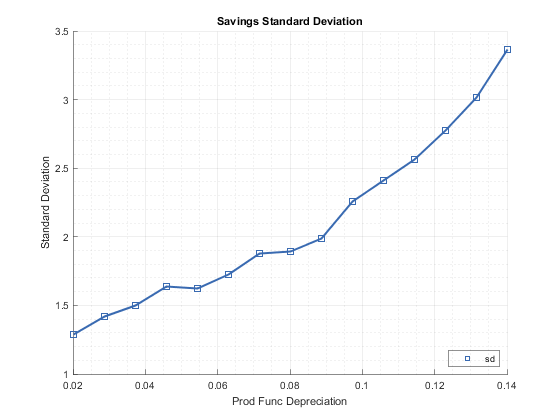 Savings Standard Deviation
3.5
3
2.5
2
1.5
1
Standard Deviation
0.02 0.04 0.06 0.08 0.1 0.12 0.14
Prod Func Depreciation
sd